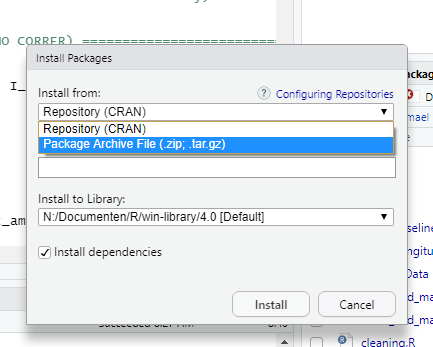 NO CORRER) ==========================
Install Packages
Install from:
? Configuring Repositories
Repository (CRAN)
Repository (CRAN)
Package Archive File (.zip; .tar.gz)
Install to Library:
N:/Documenten/R/win-library/4.0 [Default]
Install dependencies
Install
Cancel
I_
_am
ackag
D
mael
seline
ngitu
Data
d_ma
d_ma
cleaning.R